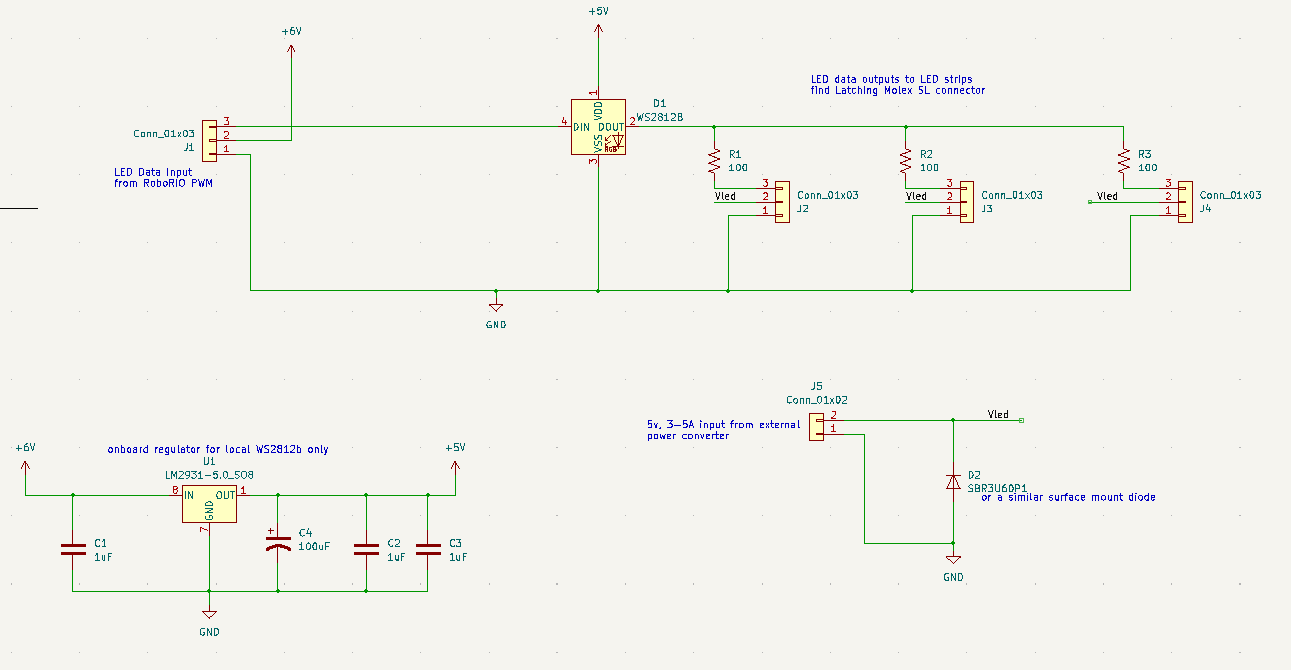 +5V
+6V
LED data outputs to LED strips
find Latching Molex SL connector
D1
WS2812B
Conn_01x03
J1
3
2
1
4
DIN
VDD
1
DOUT
2
VSS
RGB
3
LED Data Input
from RoboRIO PWM
R1
100
R2
100
R3
100
Vled
3
2
1
Conn_01x03
J2
Vled
3
2
1
Conn_01x03
J3
Vled
3
2
1
Conn_01x03
J4
GND
J5
Conn_01x02
5v, 3-5A input from external
power converter
2
1
Vled
D2
SBR3U60P1
or a similar surface mount diode
GND
+6V
onboard regulator for local WS2812b only
+5V
U1
LM2931-5.0_SO8
8
IN
OUT
1
GND
7
C1
1uF
+
C4
100uF
C2
1uF
C3
1uF
GND